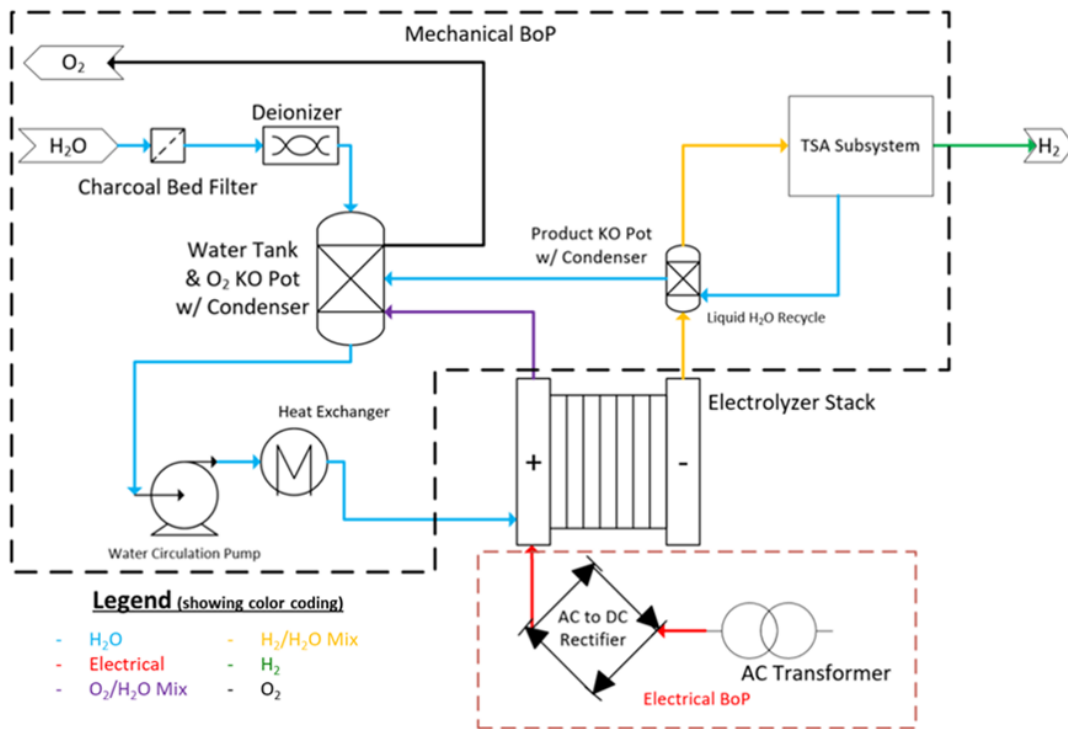 Mechanical BoP
O₂
Deionizer
H₂O
Charcoal Bed Filter
TSA Subsystem
H₂
Water Tank
& O₂ KO Pot
w/ Condenser
Product KO Pot
w/ Condenser
Liquid H₂O Recycle
Heat Exchanger
Electrolyzer Stack
+
-
Water Circulation Pump
Legend (showing color coding)
- H₂O
- Electrical
- O₂/H₂O Mix
- H₂/H₂O Mix
- H₂
- O₂
AC to DC
Rectifier
AC Transformer
Electrical BoP